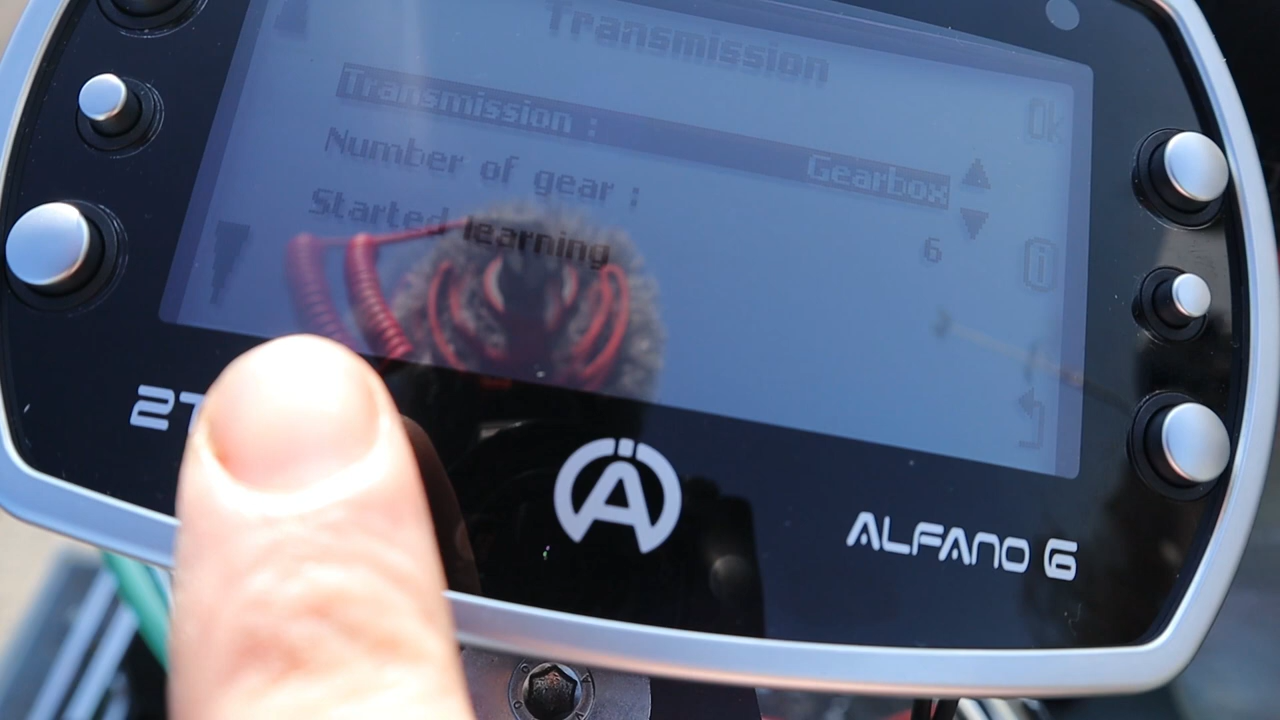 Transmission
Transmission : Gearbox
Ok
Number of gear : 6
Started learning
ALFANO 6